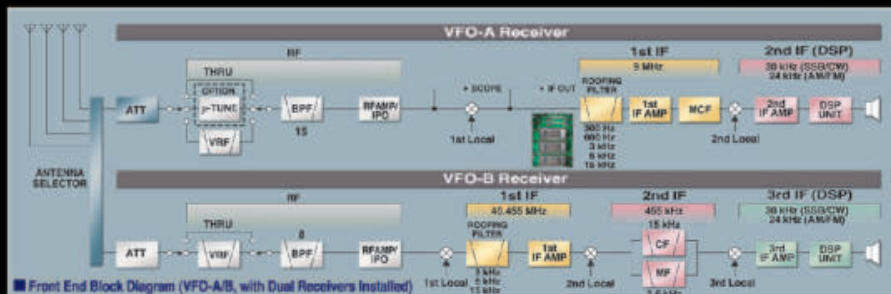 VFO-A Receiver
RF
1st IF
2nd IF (DSP)
9 MHz
30 kHz (SSB/CW)
24 kHz (AM/FM)
THRU
OPTION
μ-TUNE
+ SCOPE
+ IF OUT
ROOFING
FILTER
ATT
BPF
RFAMP/
IPO
1st
IF AMP
MCF
2nd
IF AMP
DSP
UNIT
VRF
15
1st Local
300 Hz
600 Hz
3 kHz
6 kHz
15 kHz
2nd Local
ANTENNA
SELECTOR
VFO-B Receiver
RF
1st IF
2nd IF
3rd IF (DSP)
40.455 MHz
455 kHz
30 kHz (SSB/CW)
24 kHz (AM/FM)
THRU
ROOFING
FILTER
15 kHz
ATT
VRF
BPF
RFAMP/
IPO
1st
IF AMP
CF
MF
3rd
IF AMP
DSP
UNIT
1st Local
3 kHz
6 kHz
15 kHz
2nd Local
3rd Local
Front End Block Diagram (VFO-A/B, with Dual Receivers Installed)